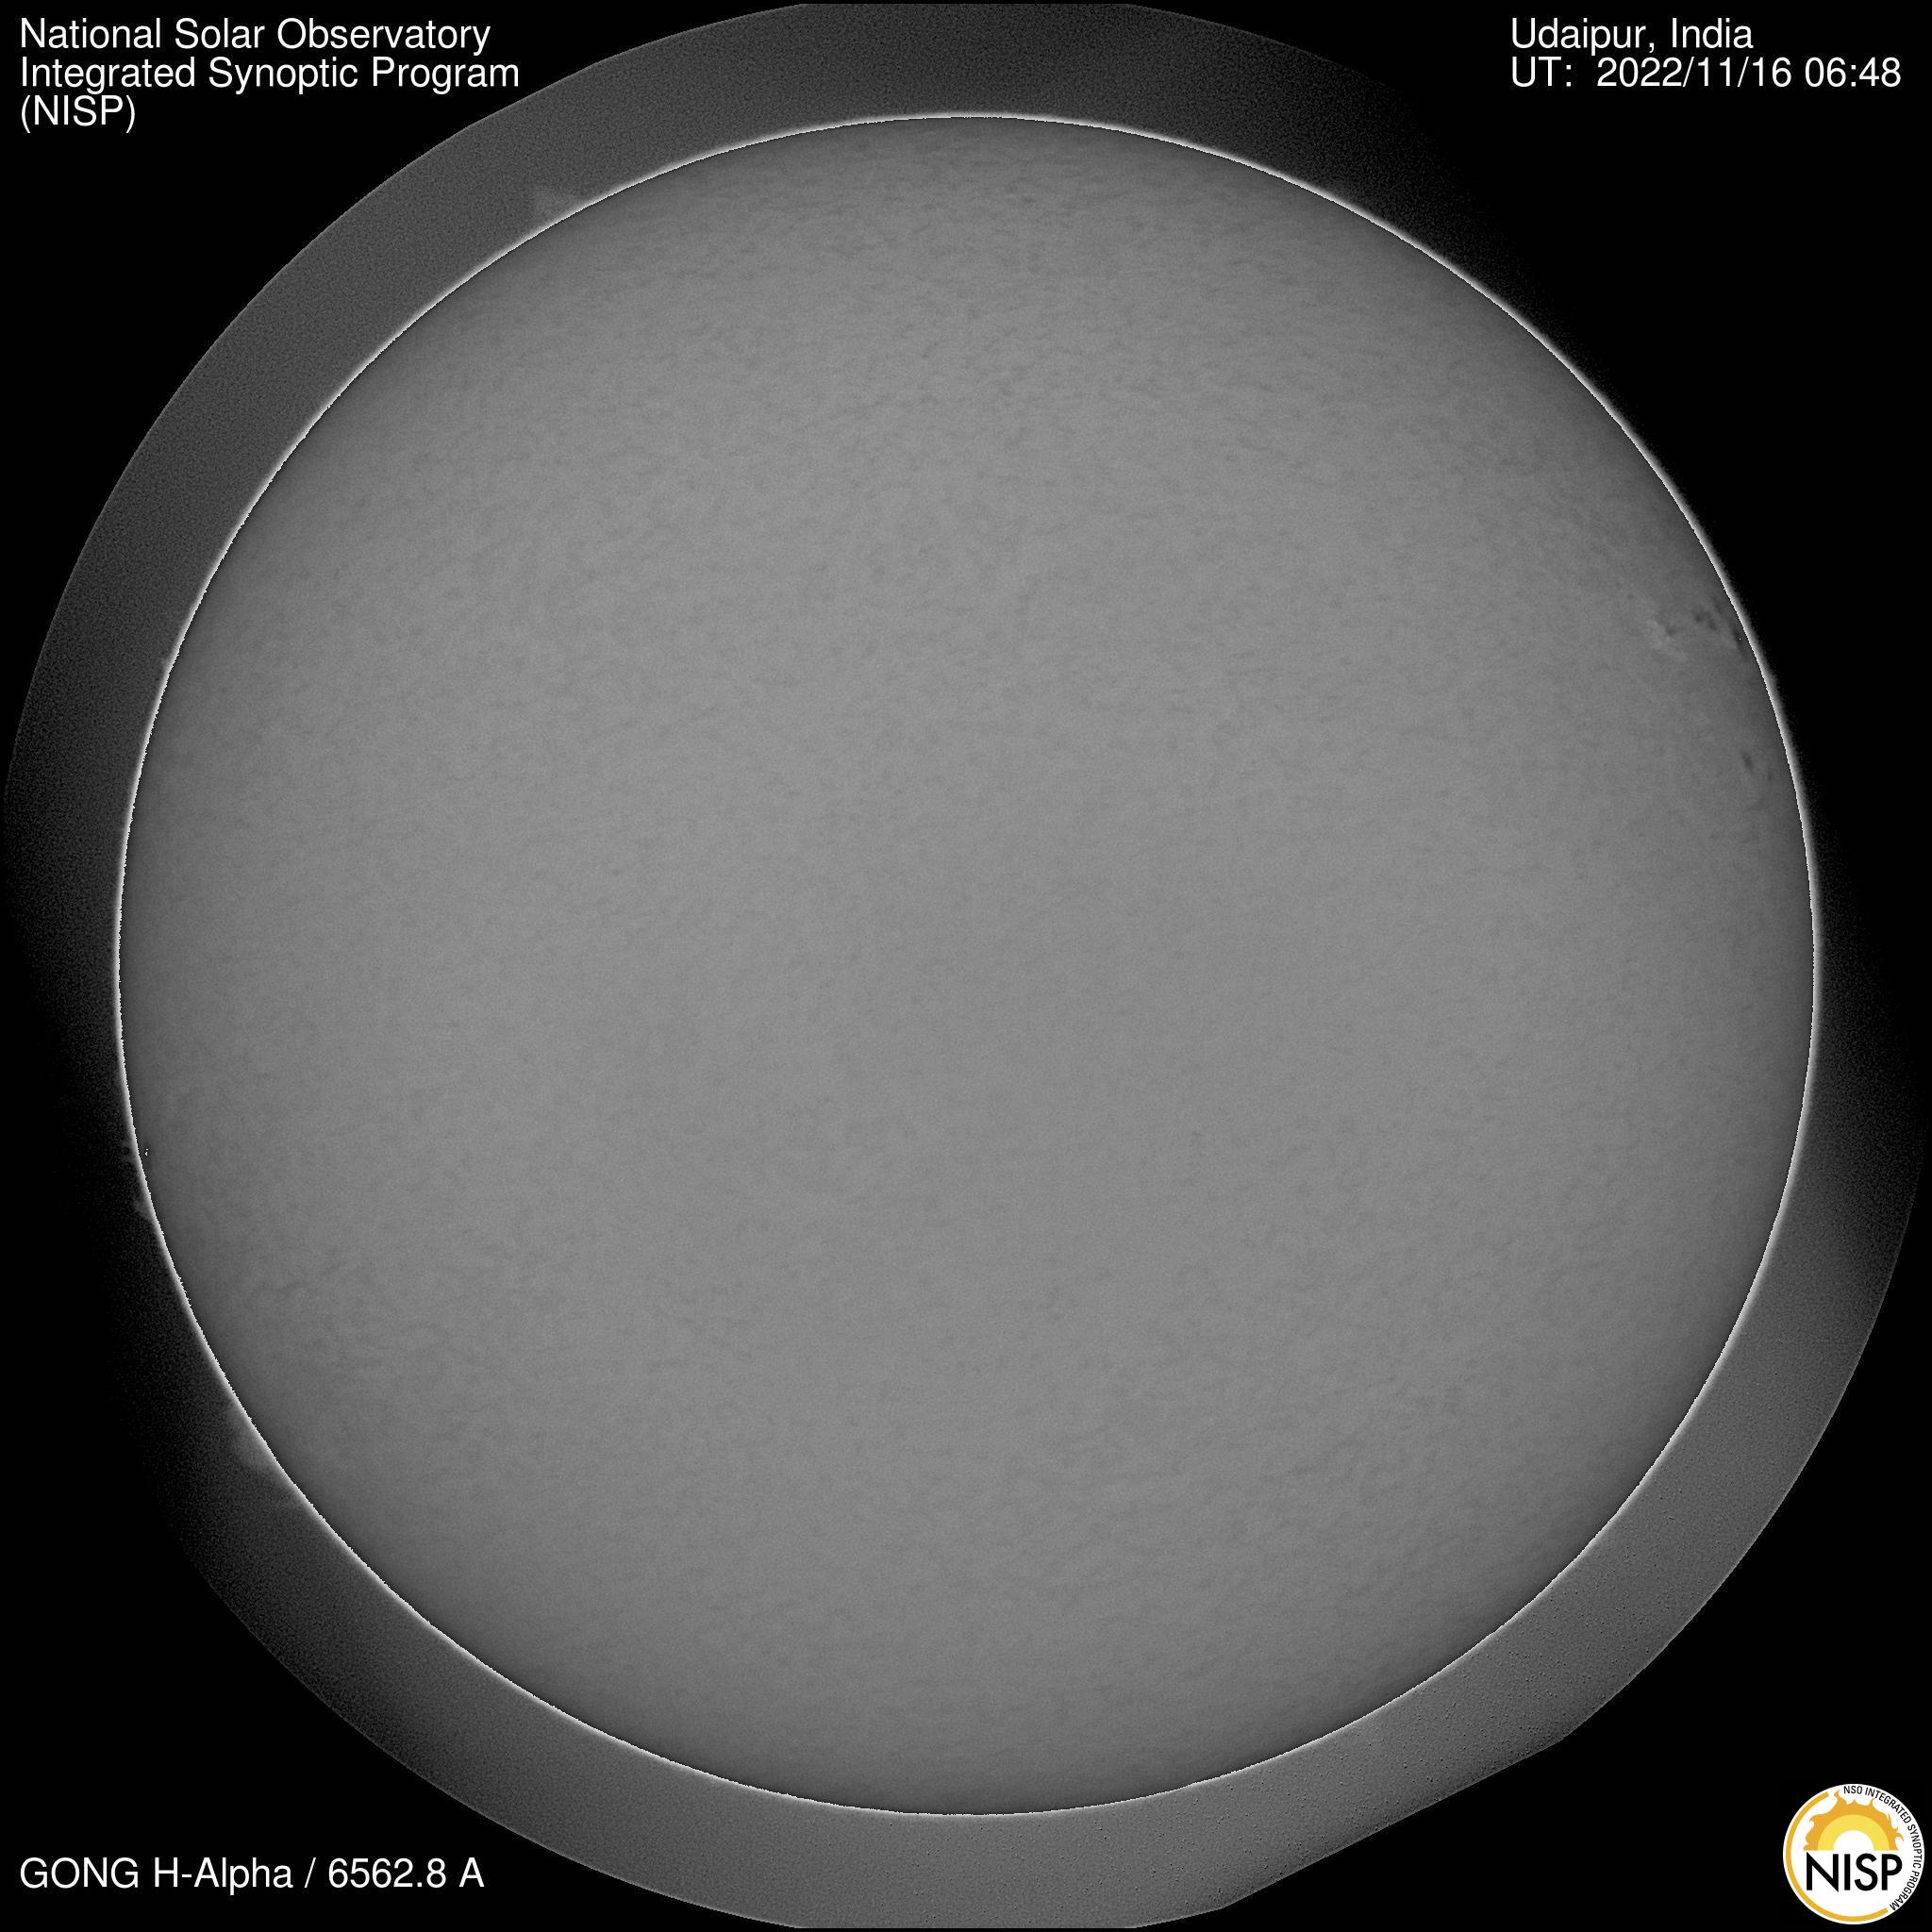 National Solar Observatory
Integrated Synoptic Program
(NISP)
Udaipur, India
UT: 2022/11/16 06:48
GONG H-Alpha / 6562.8 A
NSO INTEGRATED SYNOPTIC PROGRAM
NISP